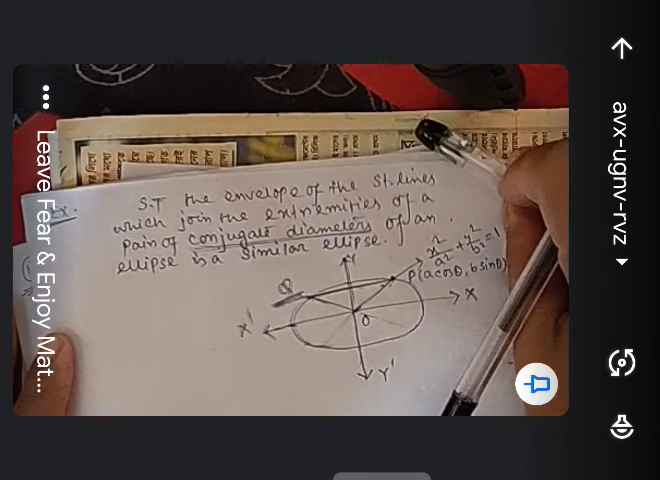 avx-ugnv-rvz
Leave Fear & Enjoy Mat...
Ex.
S.T the envelope of the St. lines
which join the extremities of a
pair of conjugate diameters of an
ellipse is a similar ellipse.
x²/a² + y²/b² = 1
P(a cosθ, b sinθ)
Y
Q
X
O
X'
Y'